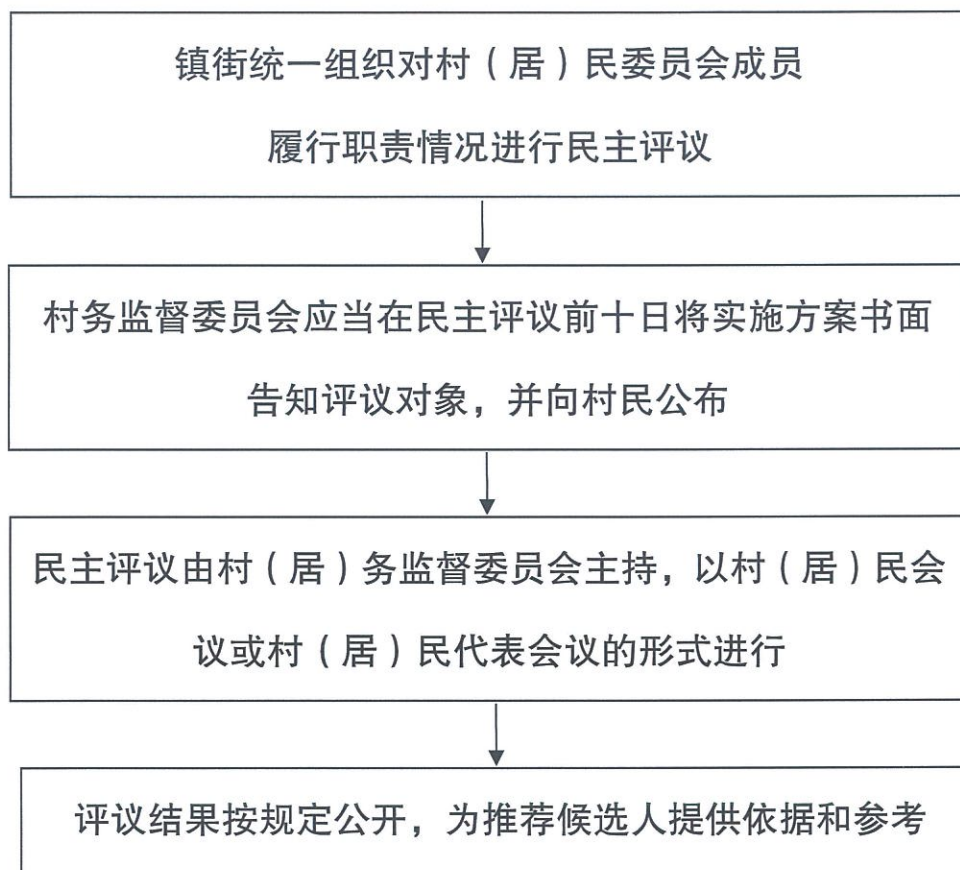 镇街统一组织对村（居）民委员会成员
履行职责情况进行民主评议
村务监督委员会应当在民主评议前十日将实施方案书面
告知评议对象，并向村民公布
民主评议由村（居）务监督委员会主持，以村（居）民会
议或村（居）民代表会议的形式进行
评议结果按规定公开，为推荐候选人提供依据和参考